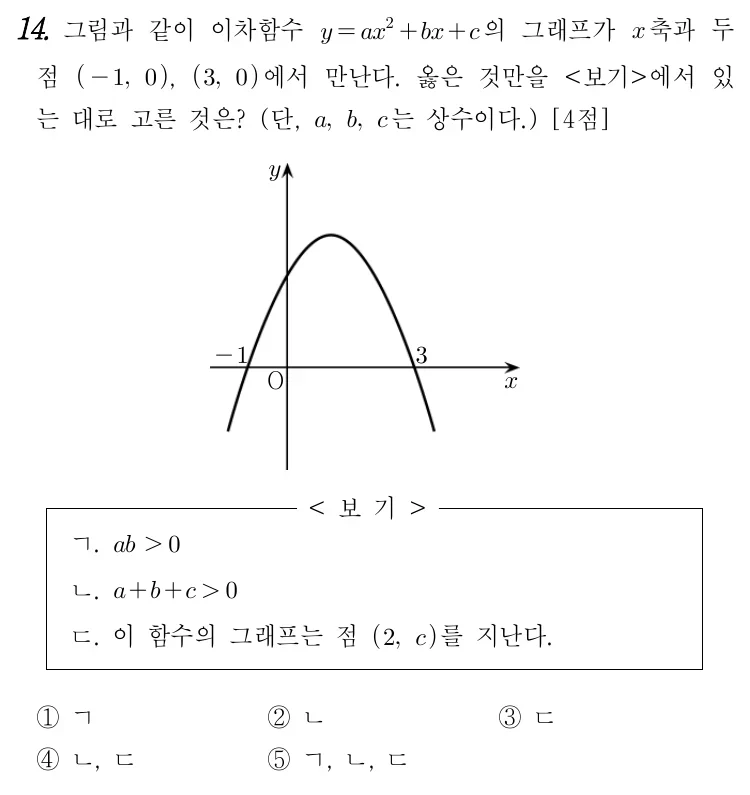 14. 그림과 같이 이차함수 y=ax²+bx+c의 그래프가 x축과 두
점 (−1, 0), (3, 0)에서 만난다. 옳은 것만을 <보기>에서 있
는 대로 고른 것은? (단, a, b, c는 상수이다.) [4점]
y
−1
3
O
x
< 보 기 >
ㄱ. ab > 0
ㄴ. a+b+c > 0
ㄷ. 이 함수의 그래프는 점 (2, c)를 지난다.
① ㄱ ② ㄴ ③ ㄷ
④ ㄴ, ㄷ ⑤ ㄱ, ㄴ, ㄷ